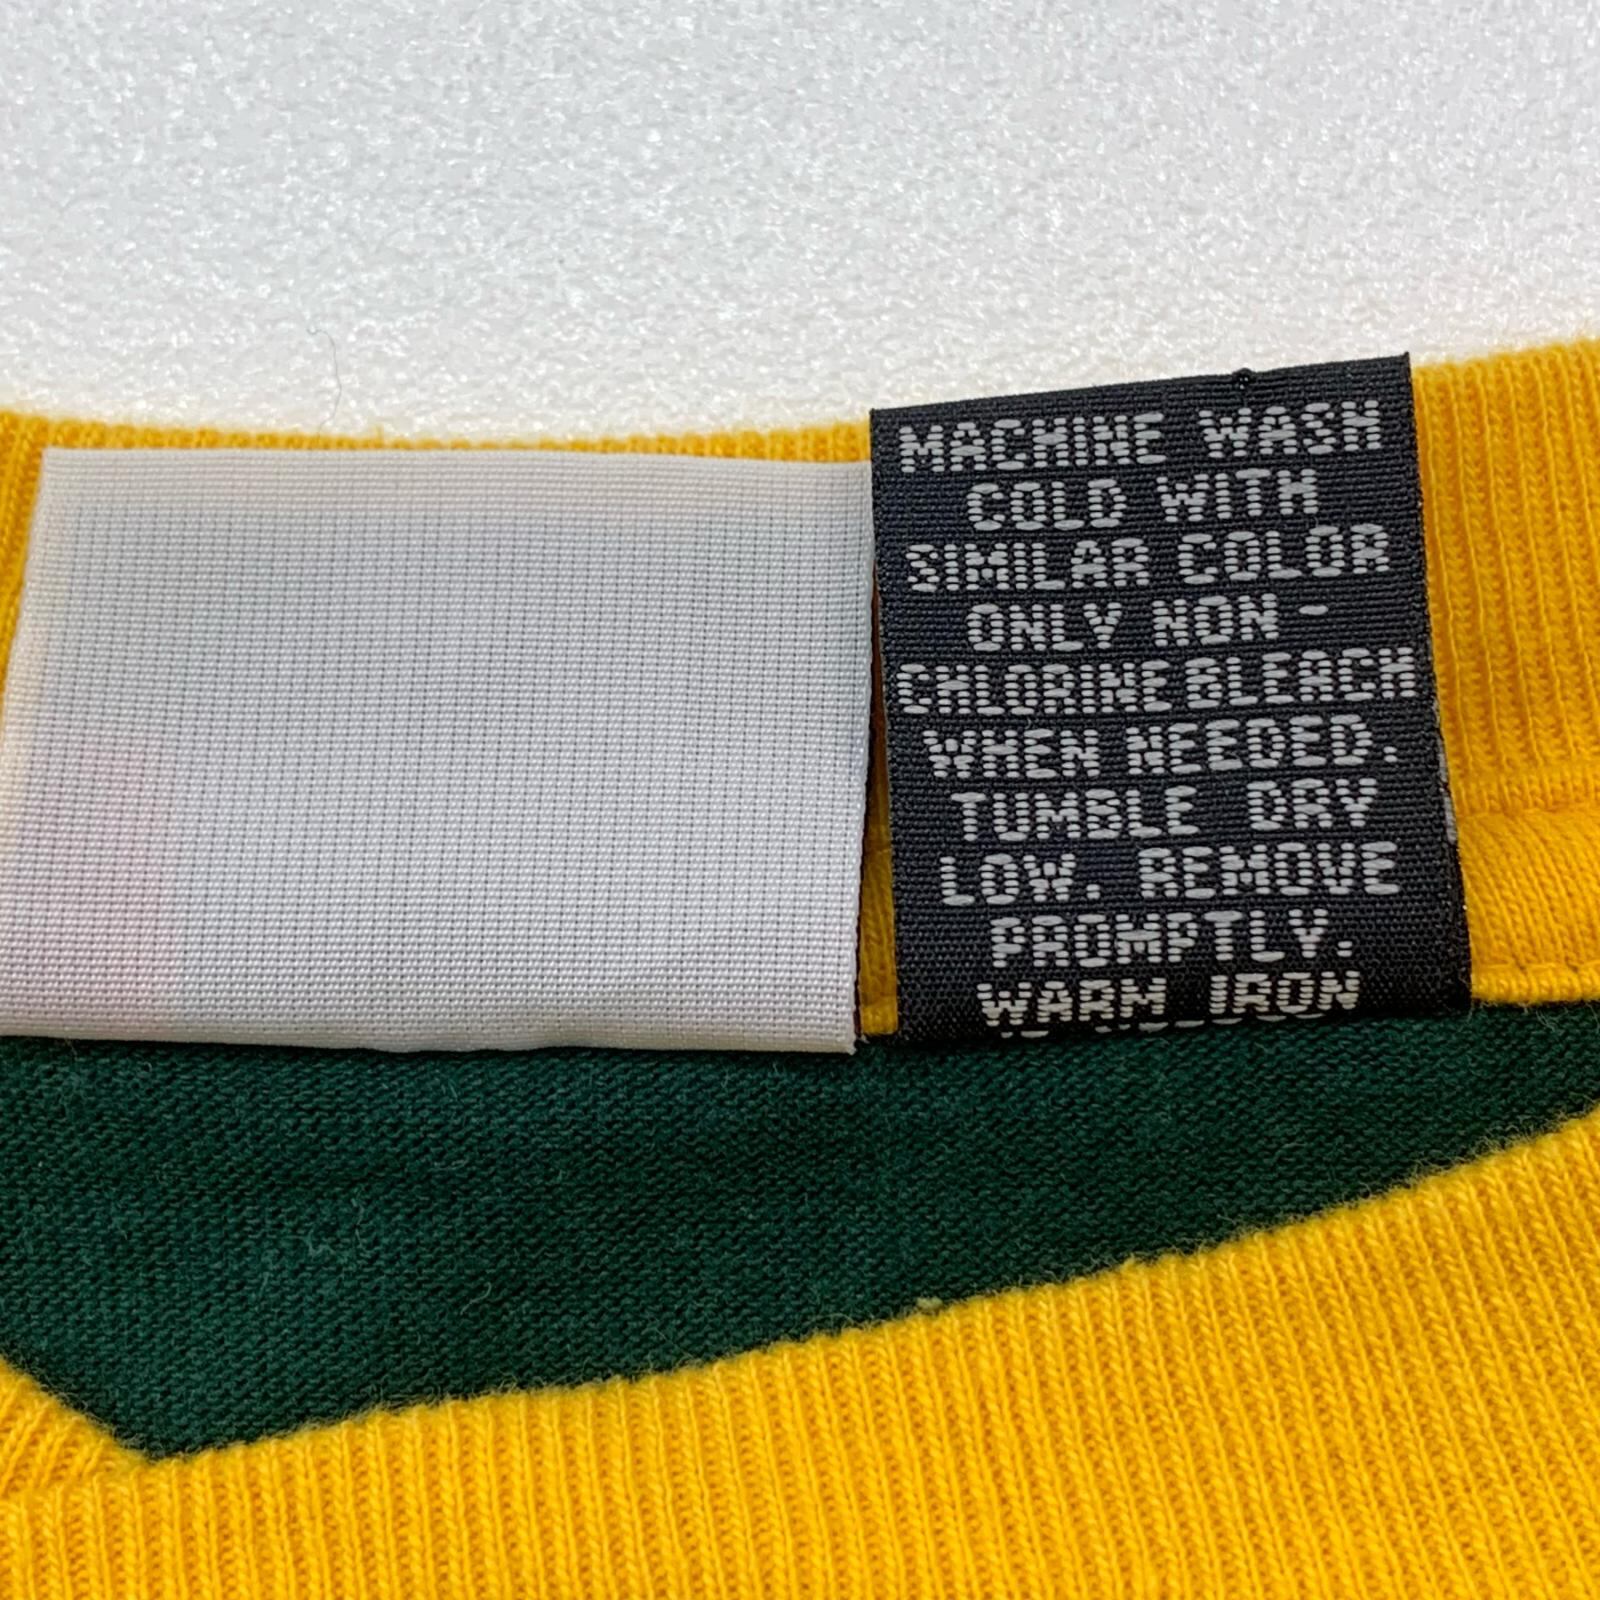 MACHINE WASH
COLD WITH
SIMILAR COLOR
ONLY NON-
CHLORINE BLEACH
WHEN NEEDED.
TUMBLE DRY
LOW. REMOVE
PROMPTLY.
WARM IRON